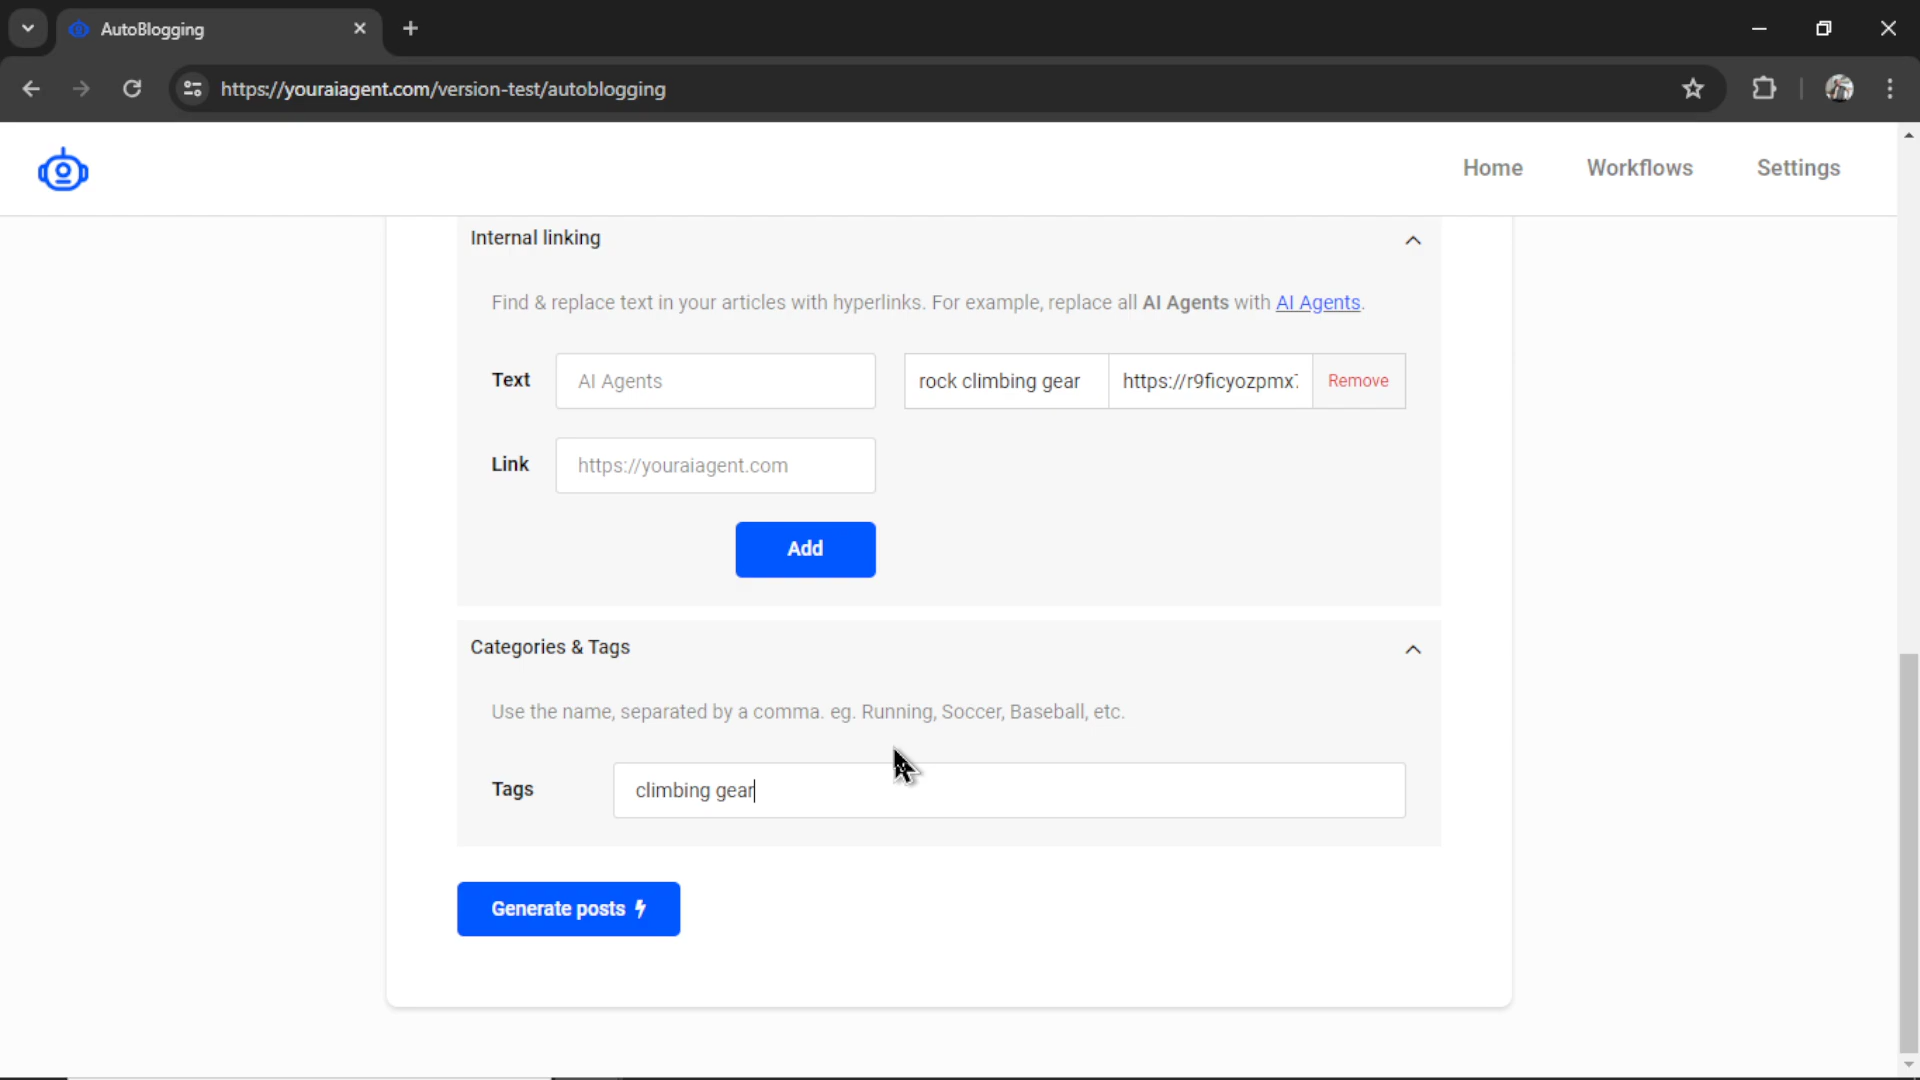 AutoBlogging
https://youraiagent.com/version-test/autoblogging
Home Workflows Settings
Internal linking
Find & replace text in your articles with hyperlinks. For example, replace all AI Agents with AI Agents.
Text AI Agents rock climbing gear https://r9ficyozpmx Remove
Link https://youraiagent.com
Add
Categories & Tags
Use the name, separated by a comma. eg. Running, Soccer, Baseball, etc.
Tags climbing gear
Generate posts